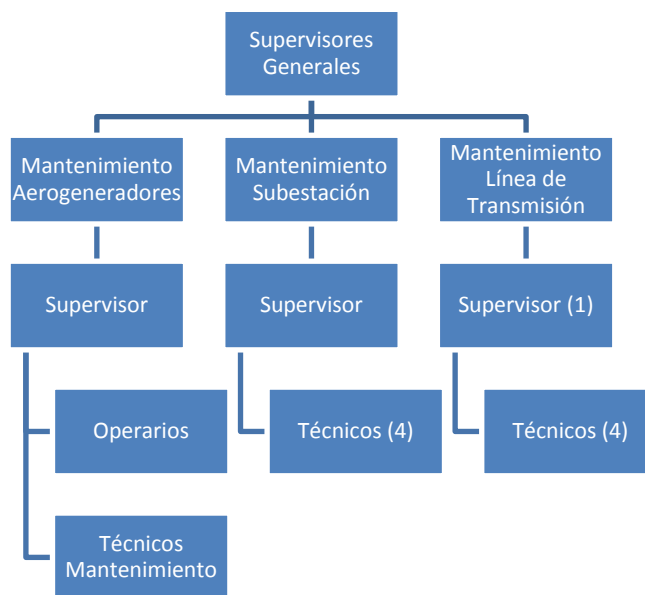 Supervisores
Generales
Mantenimiento
Aerogeneradores
Mantenimiento
Subestación
Mantenimiento
Línea de
Transmisión
Supervisor
Supervisor
Supervisor (1)
Operarios
Técnicos (4)
Técnicos (4)
Técnicos
Mantenimiento